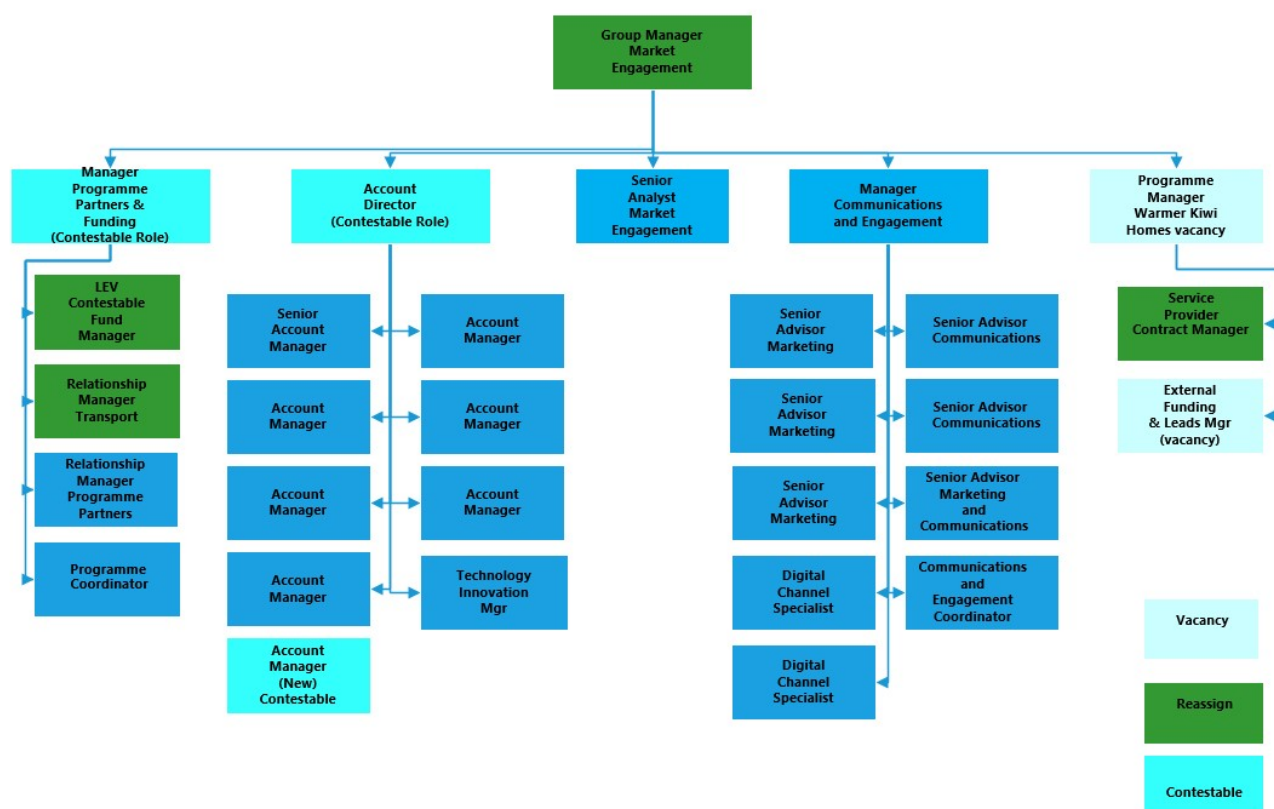 Group Manager
Market
Engagement
Manager
Programme
Partners &
Funding
(Contestable Role)
Account
Director
(Contestable Role)
Senior
Analyst
Market
Engagement
Manager
Communications
and Engagement
Programme
Manager
Warmer Kiwi
Homes vacancy
LEV
Contestable
Fund
Manager
Relationship
Manager
Transport
Relationship
Manager
Programme
Partners
Programme
Coordinator
Senior
Account
Manager
Account
Manager
Account
Manager
Account
Manager
Account
Manager
Account
Manager
Account
Manager
Technology
Innovation
Mgr
Account
Manager
(New)
Contestable
Senior
Advisor
Marketing
Senior Advisor
Communications
Senior
Advisor
Marketing
Senior Advisor
Communications
Senior
Advisor
Marketing
Senior Advisor
Marketing
and
Communications
Digital
Channel
Specialist
Communications
and
Engagement
Coordinator
Digital
Channel
Specialist
Service
Provider
Contract Manager
External
Funding
& Leads Mgr
(vacancy)
Vacancy
Reassign
Contestable